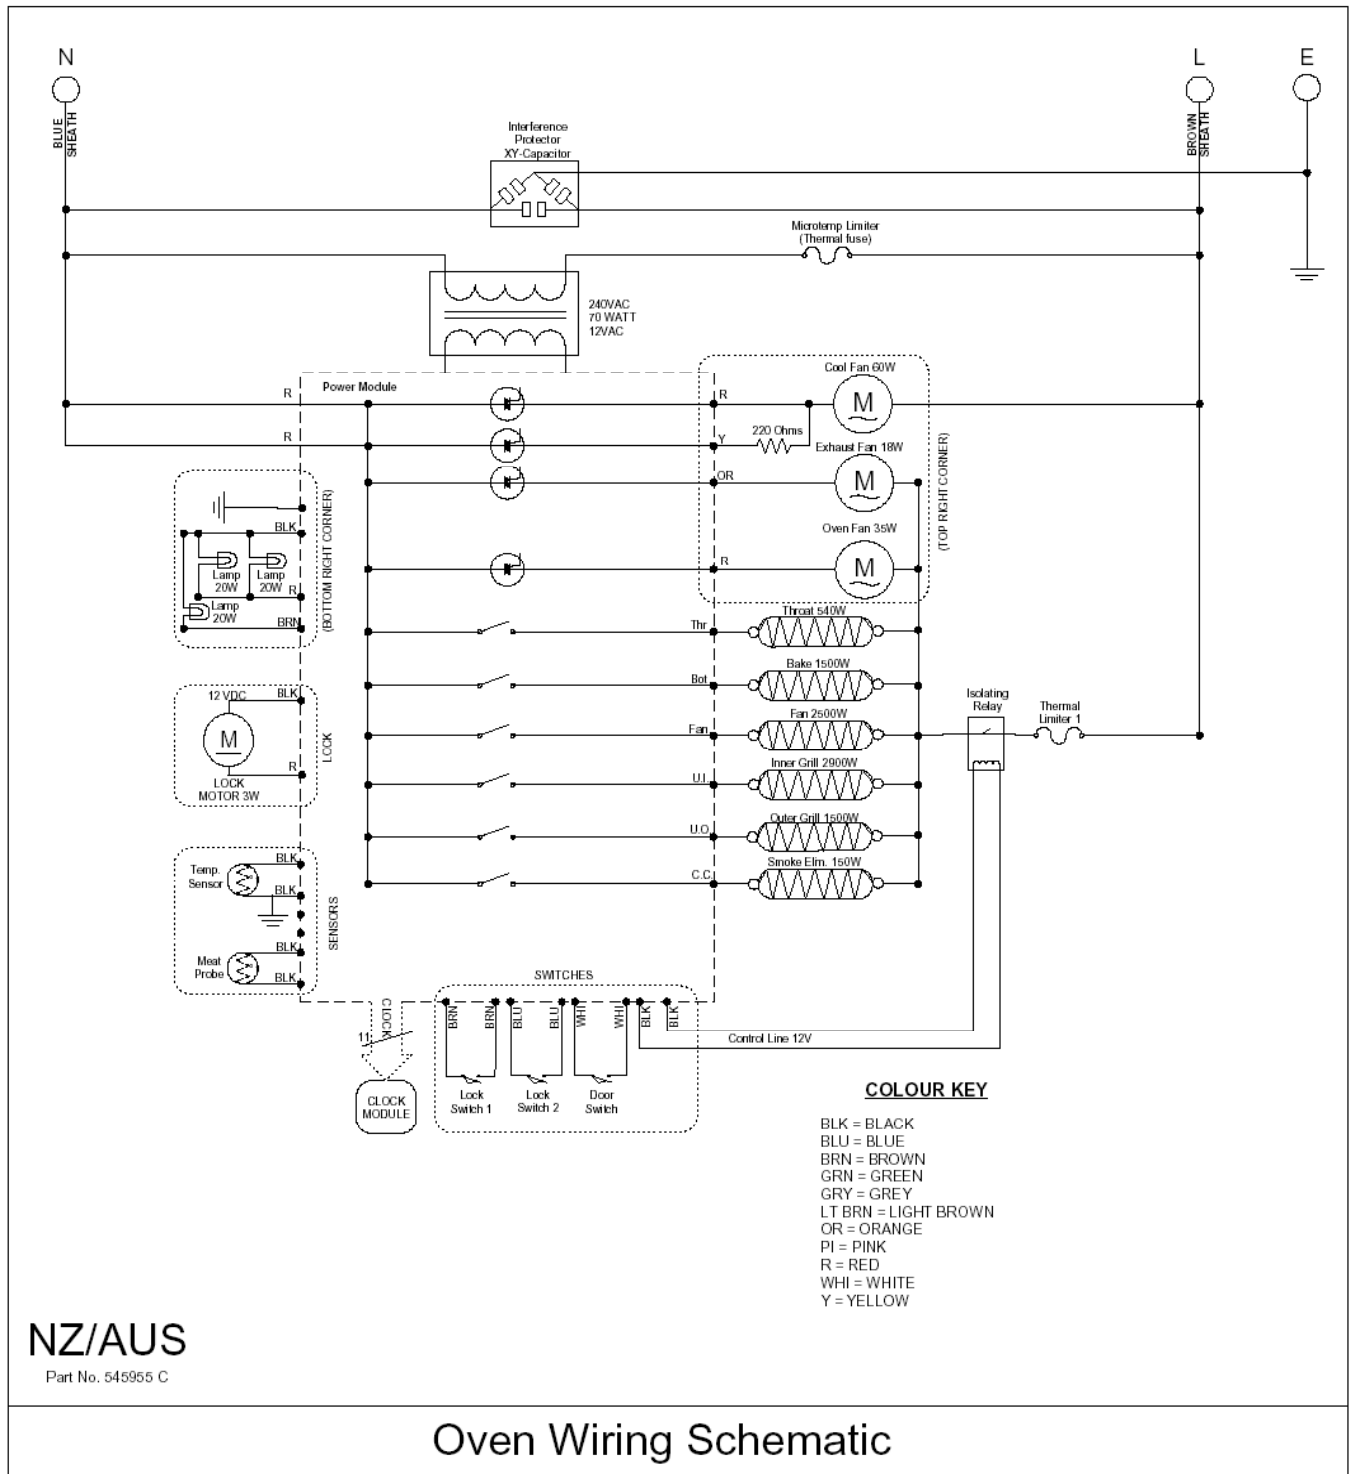 N
L
E
BLUE
SHEATH
BROWN
SHEATH
Interference
Protector
XY-Capacitor
Microtemp Limiter
(Thermal fuse)
240VAC
70 WATT
12VAC
Power Module
R
R
R
Y
OR
R
220 Ohms
Cool Fan 60W
M
Exhaust Fan 18W
M
Oven Fan 35W
M
(TOP RIGHT CORNER)
BLK
Lamp
20W
Lamp
20W
R
Lamp
20W
BRN
(BOTTOM RIGHT CORNER)
Thr
Throat 540W
Bot
Bake 1500W
Fan
Fan 2500W
U.I.
Inner Grill 2900W
U.O.
Outer Grill 1500W
C.C.
Smoke Elm. 150W
Isolating
Relay
Thermal
Limiter 1
12 VDC
BLK
M
R
LOCK
MOTOR 3W
LOCK
Temp.
Sensor
BLK
BLK
Meat
Probe
BLK
BLK
SENSORS
SWITCHES
CLOCK
11
CLOCK
MODULE
BRN
BRN
BLU
BLU
WHI
WHI
BLK
BLK
Lock
Switch 1
Lock
Switch 2
Door
Switch
Control Line 12V
COLOUR KEY
BLK = BLACK
BLU = BLUE
BRN = BROWN
GRN = GREEN
GRY = GREY
LT BRN = LIGHT BROWN
OR = ORANGE
PI = PINK
R = RED
WHI = WHITE
Y = YELLOW
NZ/AUS
Part No. 545955 C
Oven Wiring Schematic